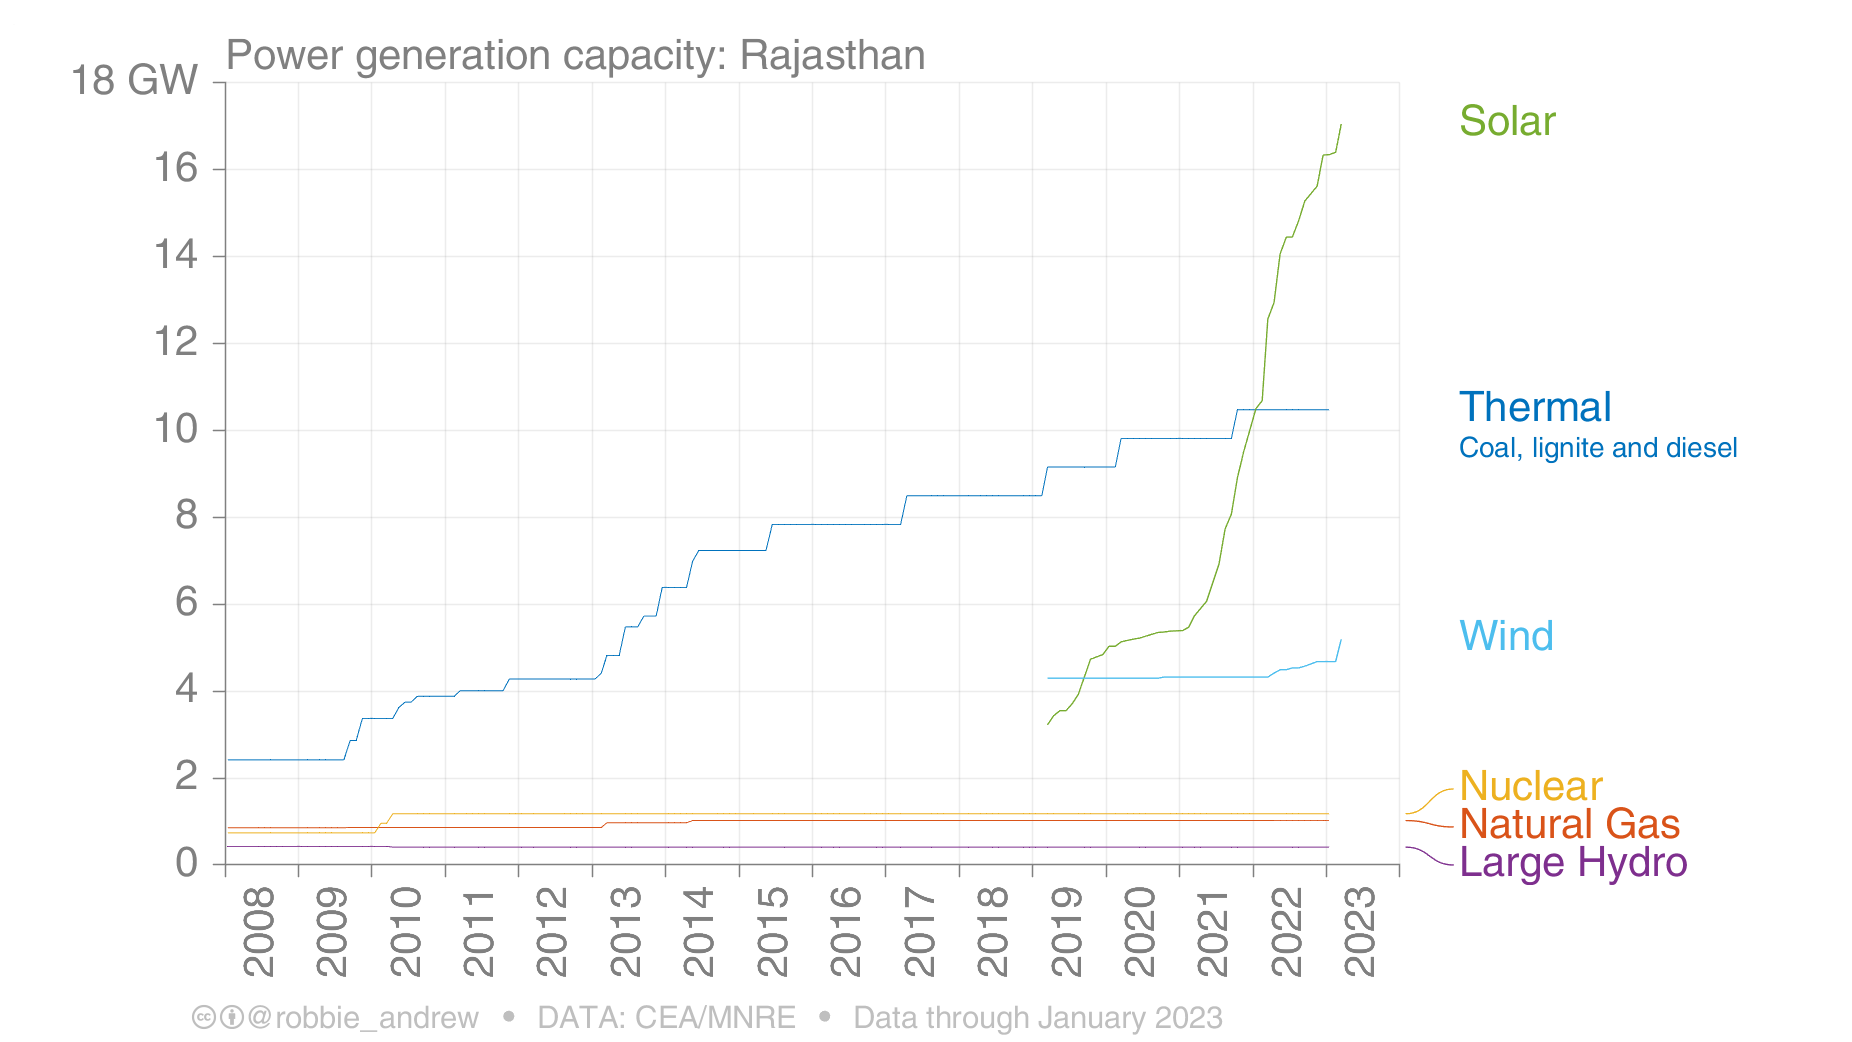 Power generation capacity: Rajasthan
18 GW
16
14
12
10
8
6
4
2
0
2008
2009
2010
2011
2012
2013
2014
2015
2016
2017
2018
2019
2020
2021
2022
2023
Solar
Thermal
Coal, lignite and diesel
Wind
Nuclear
Natural Gas
Large Hydro
cc @robbie_andrew • DATA: CEA/MNRE • Data through January 2023